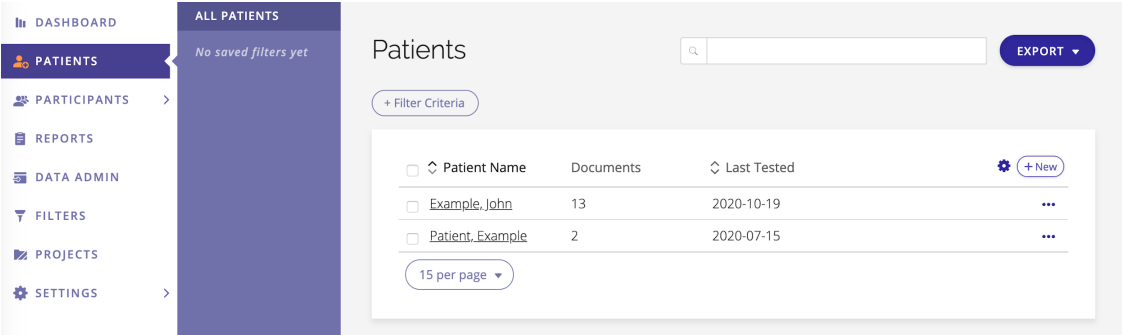 DASHBOARD
PATIENTS
PARTICIPANTS
REPORTS
DATA ADMIN
FILTERS
PROJECTS
SETTINGS
ALL PATIENTS
No saved filters yet
Patients
EXPORT
+ Filter Criteria
Patient Name Documents Last Tested + New
Example, John 13 2020-10-19
Patient, Example 2 2020-07-15
15 per page